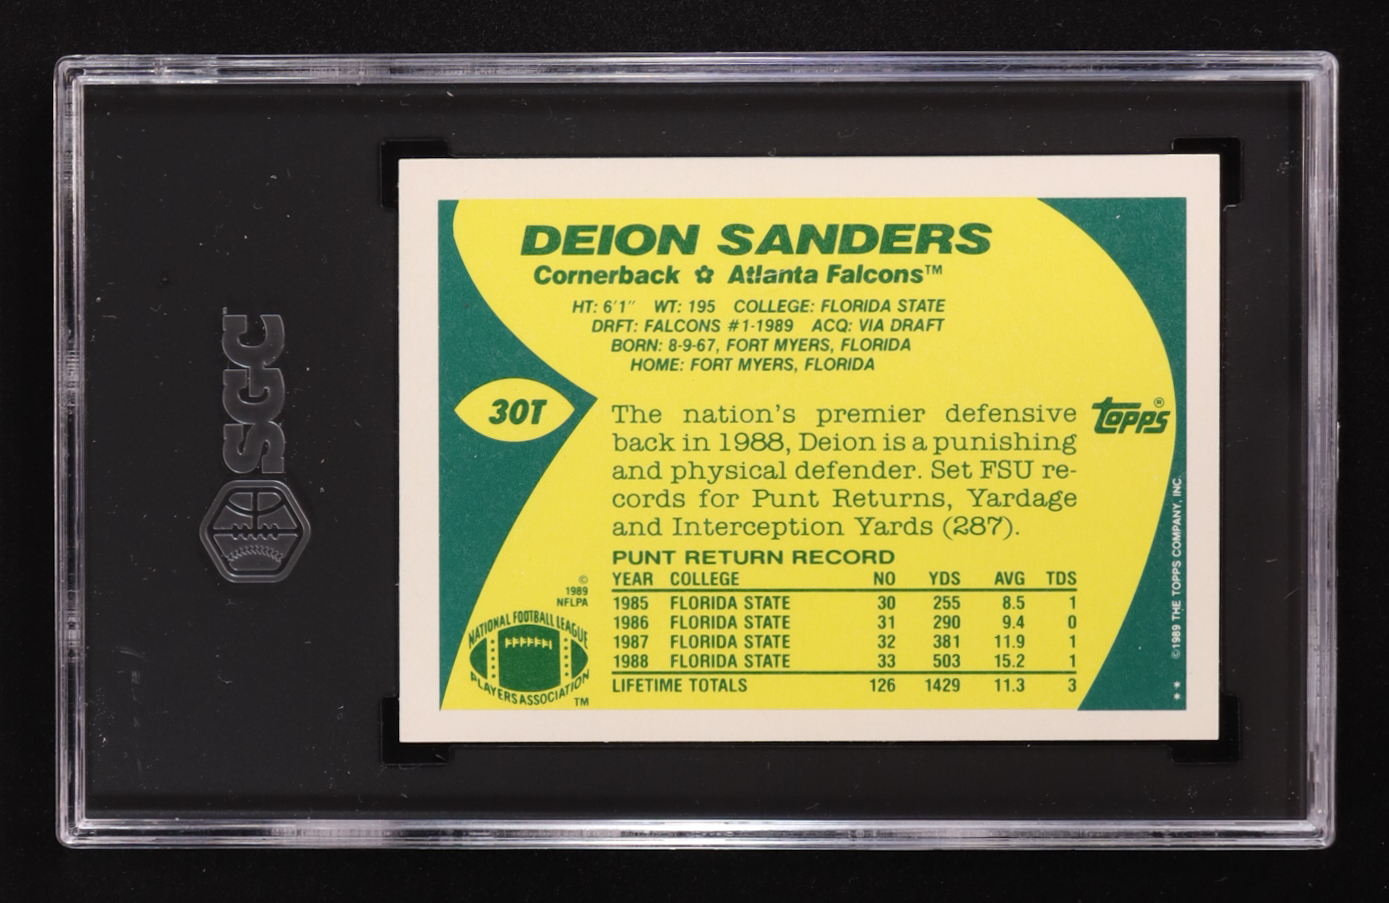 SGC
DEION SANDERS
Cornerback ✿ Atlanta Falcons™
HT: 6'1" WT: 195 COLLEGE: FLORIDA STATE
DRFT: FALCONS #1-1989 ACQ: VIA DRAFT
BORN: 8-9-67, FORT MYERS, FLORIDA
HOME: FORT MYERS, FLORIDA
30T
The nation's premier defensive
back in 1988, Deion is a punishing
and physical defender. Set FSU re-
cords for Punt Returns, Yardage
and Interception Yards (287).
topps®
PUNT RETURN RECORD
YEAR COLLEGE NO YDS AVG TDS
1985 FLORIDA STATE 30 255 8.5 1
1986 FLORIDA STATE 31 290 9.4 0
1987 FLORIDA STATE 32 381 11.9 1
1988 FLORIDA STATE 33 503 15.2 1
LIFETIME TOTALS 126 1429 11.3 3
©
1989
NFLPA
NATIONAL FOOTBALL LEAGUE
PLAYERS ASSOCIATION
TM
** ©1989 THE TOPPS COMPANY, INC.